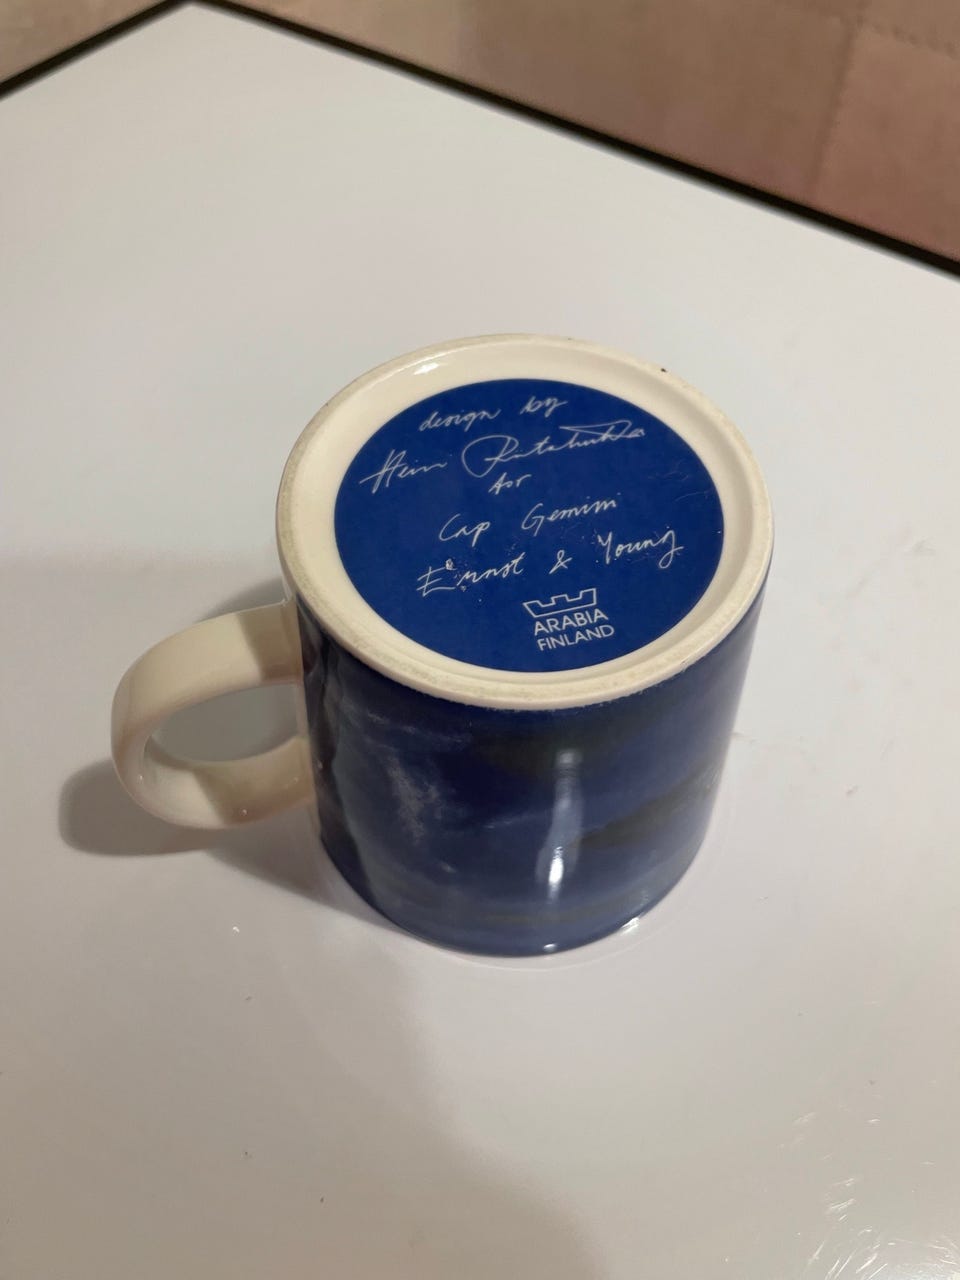 design by
for
Cap Gemini
Ernst & Young
ARABIA
FINLAND